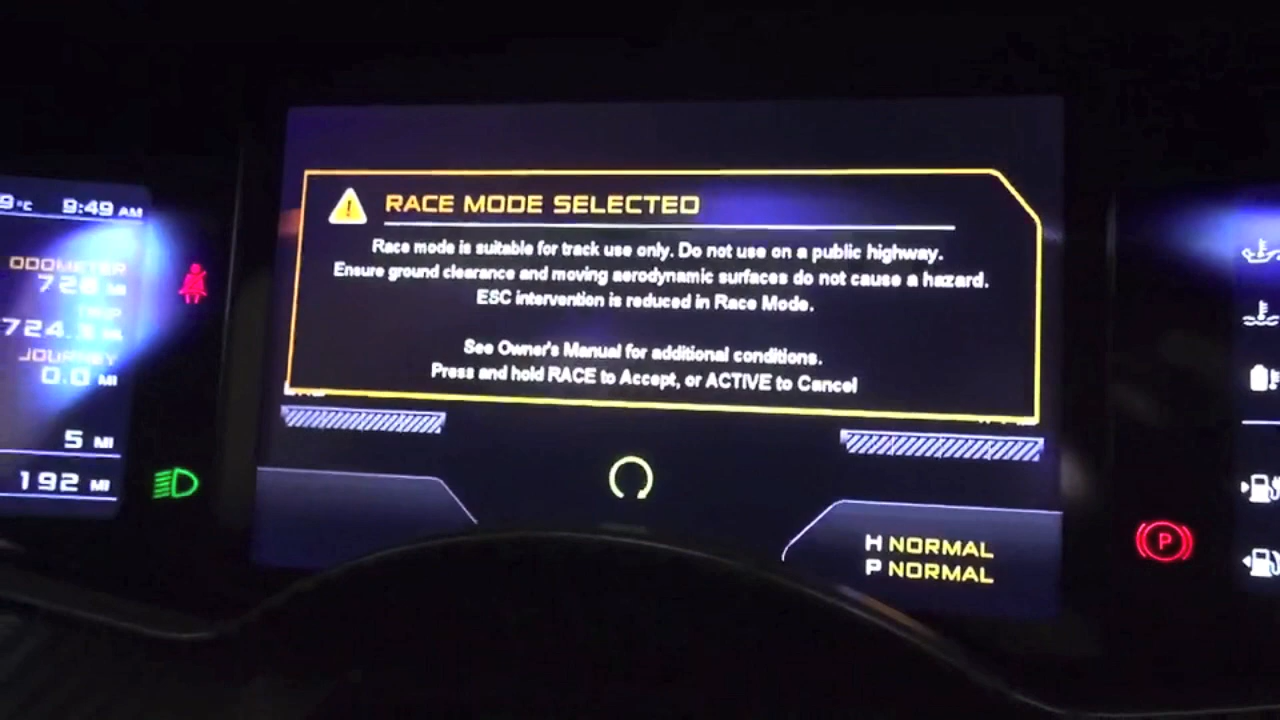 9:49 AM
ODOMETER
MI
TRIP
JOURNEY
0.0 MI
5 MI
192 MI
RACE MODE SELECTED
Race mode is suitable for track use only. Do not use on a public highway.
Ensure ground clearance and moving aerodynamic surfaces do not cause a hazard.
ESC intervention is reduced in Race Mode.
See Owner's Manual for additional conditions.
Press and hold RACE to Accept, or ACTIVE to Cancel
H NORMAL
P NORMAL
P